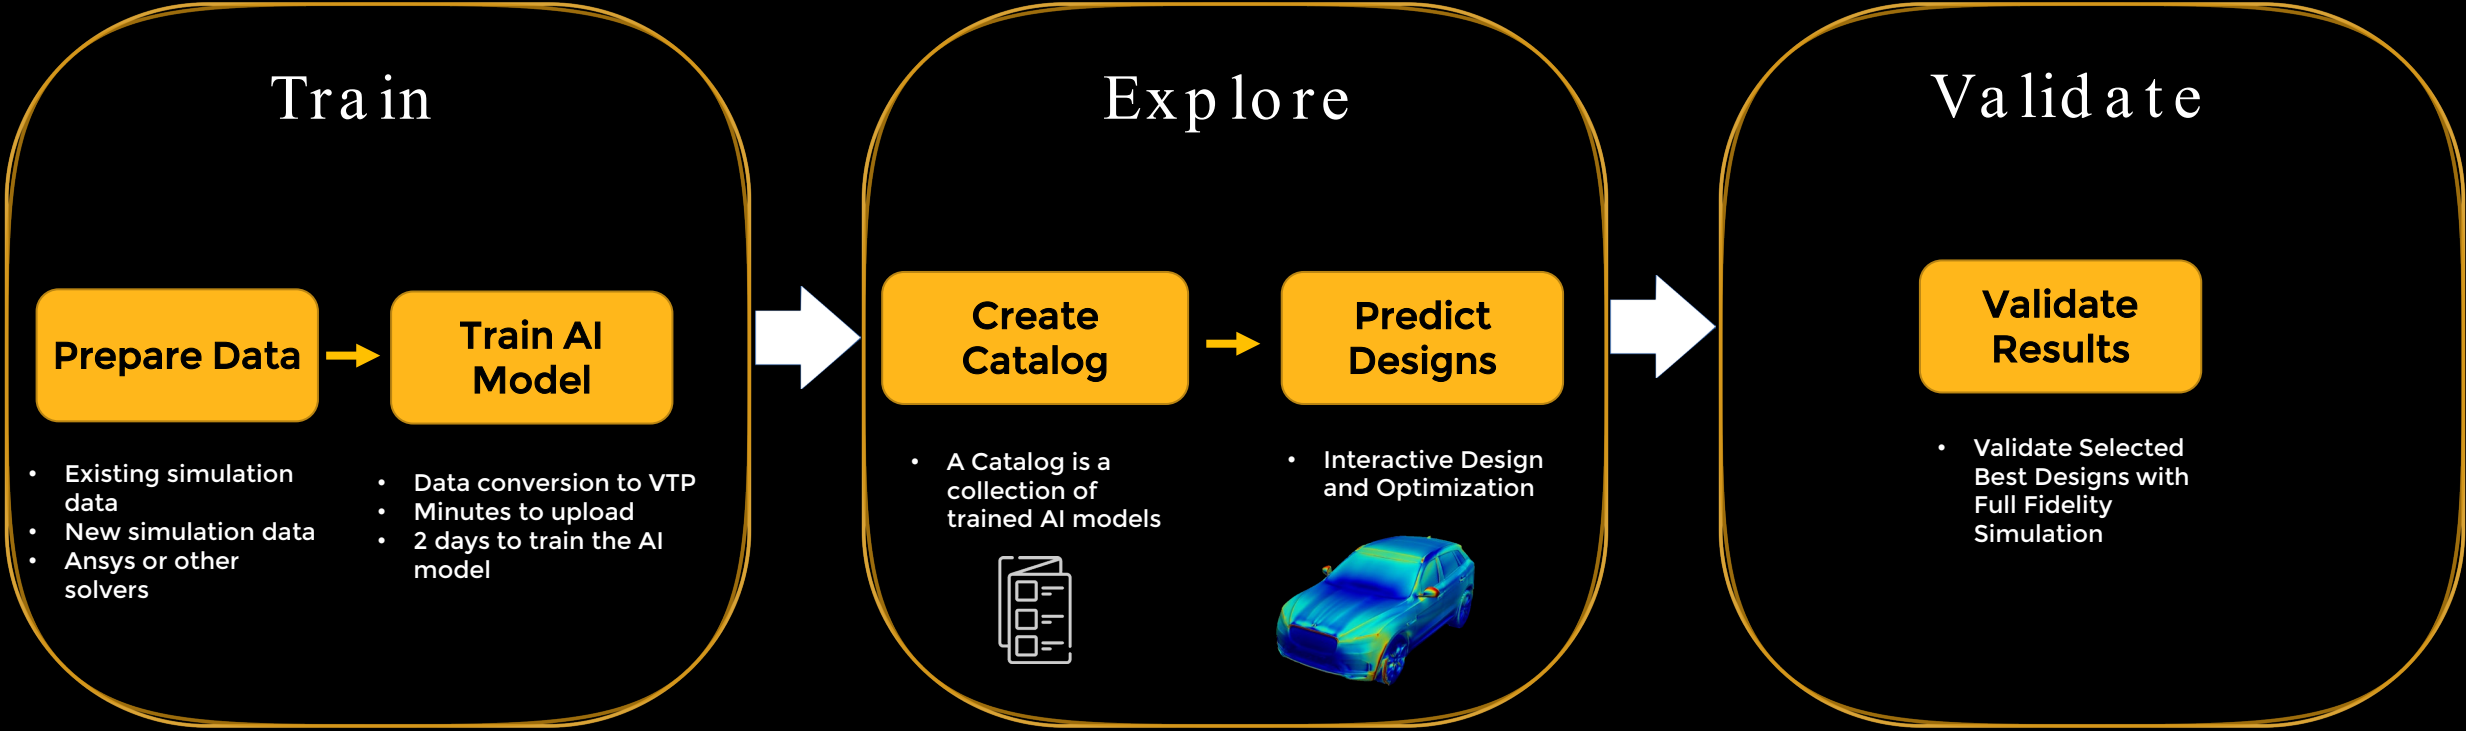 Train
Prepare Data
Train AI
Model
• Existing simulation
data
• New simulation data
• Ansys or other
solvers
• Data conversion to VTP
• Minutes to upload
• 2 days to train the AI
model
Explore
Create
Catalog
Predict
Designs
• A Catalog is a
collection of
trained AI models
• Interactive Design
and Optimization
Validate
Validate
Results
• Validate Selected
Best Designs with
Full Fidelity
Simulation